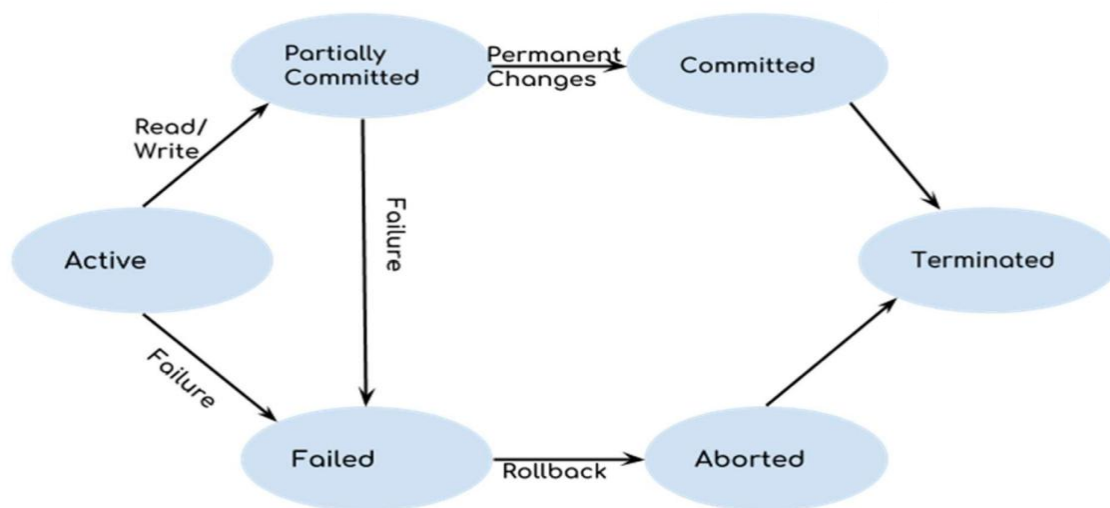 Partially
Committed
Permanent
Changes
Committed
Read/
Write
Failure
Active
Terminated
Failure
Failed
Rollback
Aborted